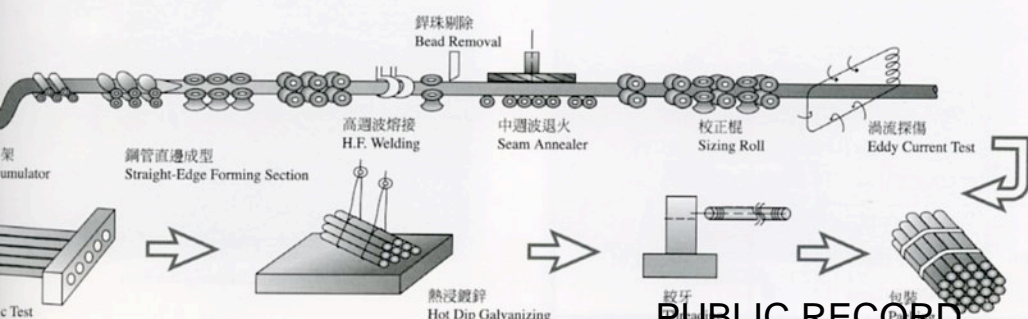 銲珠剔除
Bead Removal
高週波熔接
H.F. Welding
中週波退火
Seam Annealer
校正棍
Sizing Roll
渦流探傷
Eddy Current Test
架
umulator
鋼管直邊成型
Straight-Edge Forming Section
c Test
熱浸鍍鋅
Hot Dip Galvanizing
絞牙
Threading
包裝
PUBLIC RECORD